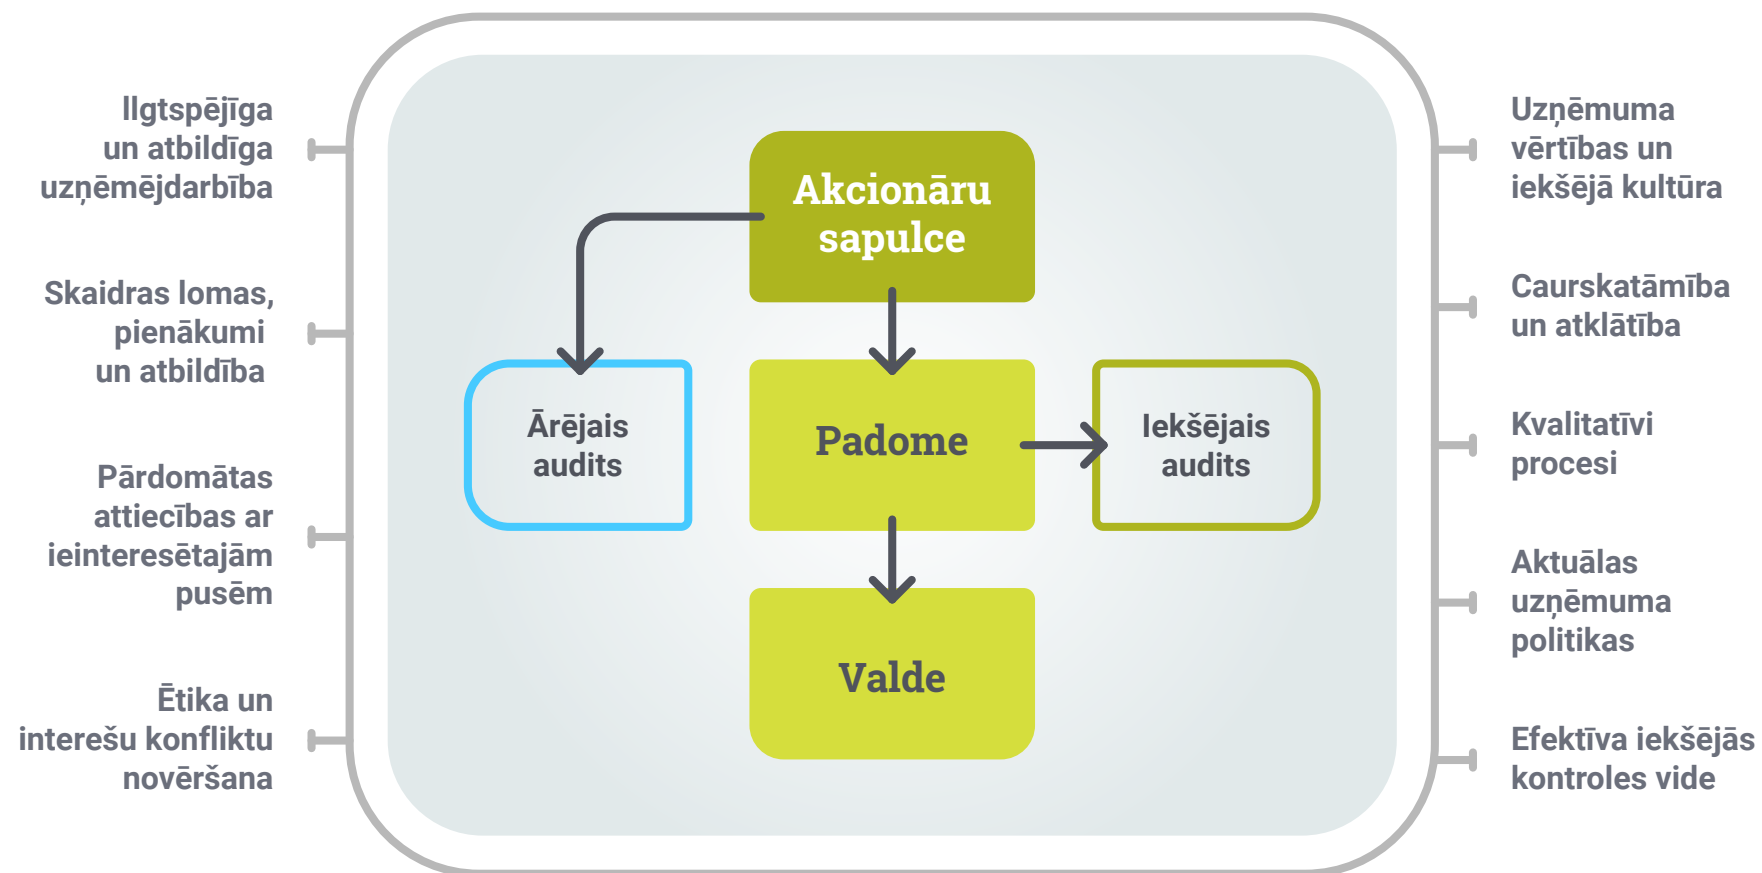 Ilgtspējīga
un atbildīga
uzņēmējdarbība
Skaidras lomas,
pienākumi
un atbildība
Pārdomātas
attiecības ar
ieinteresētajām
pusēm
Ētika un
interešu konfliktu
novēršana
Akcionāru
sapulce
Ārējais
audits
Padome
Iekšējais
audits
Valde
Uzņēmuma
vērtības un
iekšējā kultūra
Caurskatāmība
un atklātība
Kvalitatīvi
procesi
Aktuālas
uzņēmuma
politikas
Efektīva iekšējās
kontroles vide